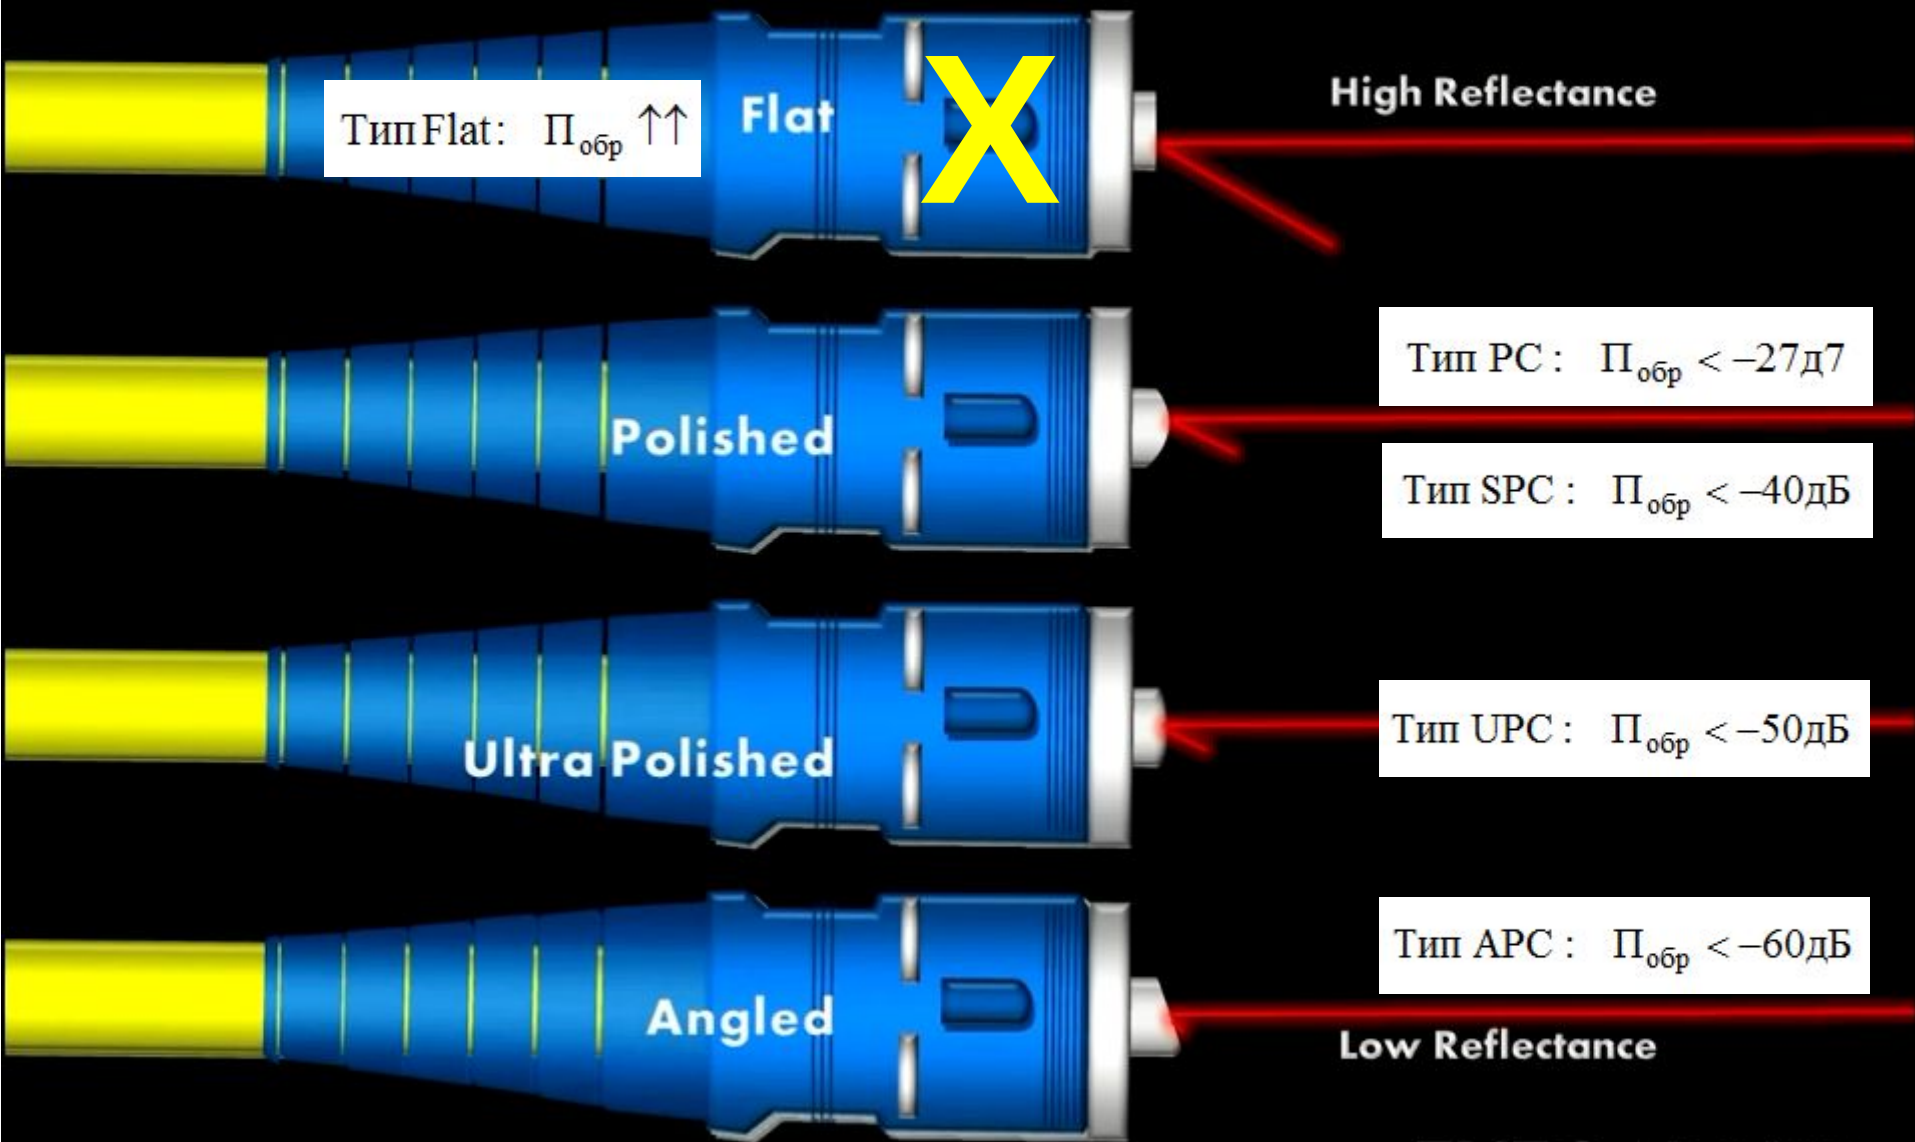 High Reflectance
Тип Flat: Побр ↑↑
Flat
X
Тип PC : Побр < –27д7
Polished
Тип SPC : Побр < –40дБ
Тип UPC : Побр < –50дБ
Ultra Polished
Тип APC : Побр < –60дБ
Angled
Low Reflectance